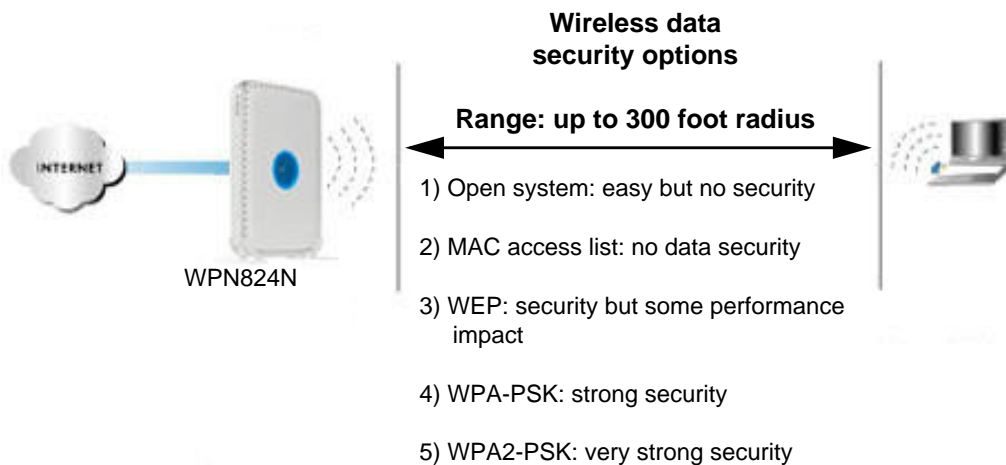 Wireless data
security options
Range: up to 300 foot radius
INTERNET
WPN824N
1) Open system: easy but no security
2) MAC access list: no data security
3) WEP: security but some performance
impact
4) WPA-PSK: strong security
5) WPA2-PSK: very strong security